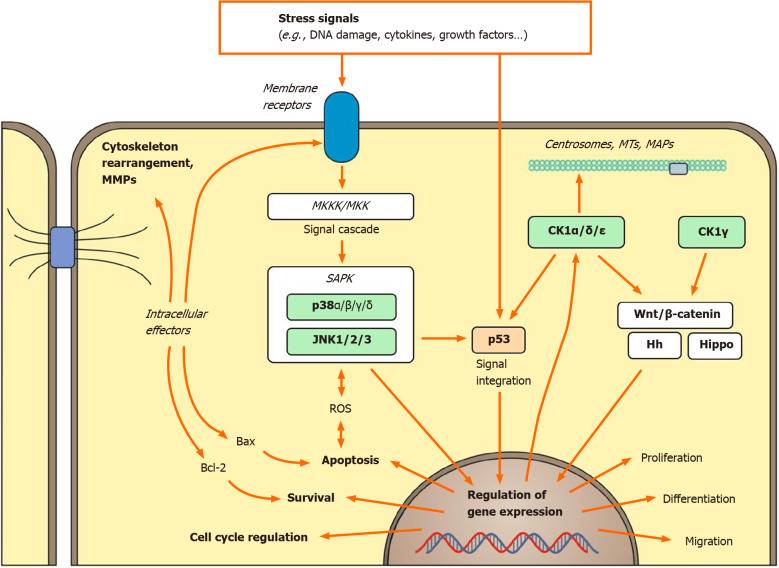 Stress signals
(e.g., DNA damage, cytokines, growth factors...)
Membrane
receptors
Cytoskeleton
rearrangement,
MMPs
Centrosomes, MTs, MAPs
MKKK/MKK
Signal cascade
CK1α/δ/ε
CK1γ
SAPK
p38α/β/γ/δ
JNK1/2/3
Intracellular
effectors
Wnt/β-catenin
Hh
Hippo
p53
Signal
integration
ROS
Bax
Bcl-2
Apoptosis
Survival
Cell cycle regulation
Regulation of
gene expression
Proliferation
Differentiation
Migration